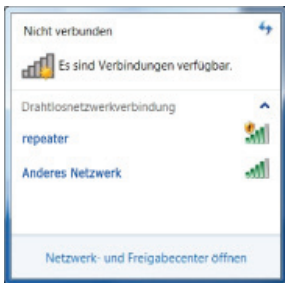 Nicht verbunden
Es sind Verbindungen verfügbar.
Drahtlosnetzwerkverbindung
repeater
Anderes Netzwerk
Netzwerk- und Freigabecenter öffnen